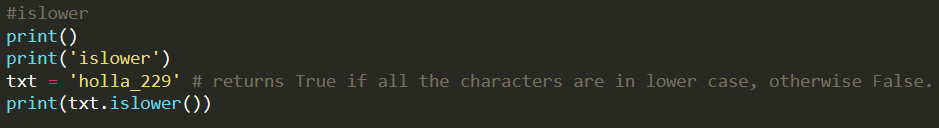 #islower
print()
print('islower')
txt = 'holla_229' # returns True if all the characters are in lower case, otherwise False.
print(txt.islower())